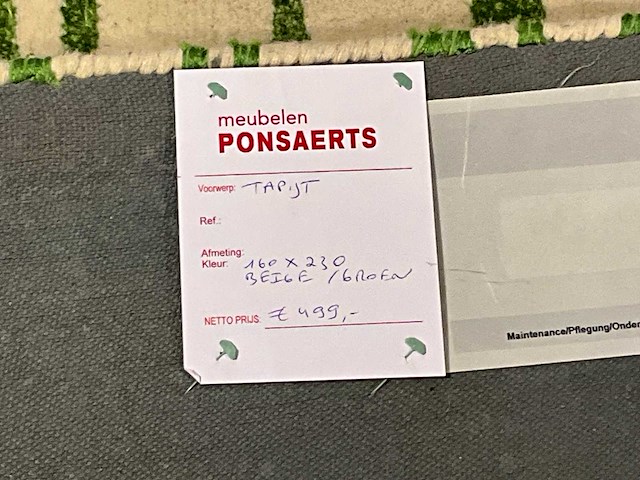 meubelen
PONSAERTS
Voorwerp: TAPIJT
Ref.:
Afmeting: 160 X 230
Kleur: BEIGE / GROEN
NETTO PRIJS: € 499,-
Maintenance/Pflegung/Onder